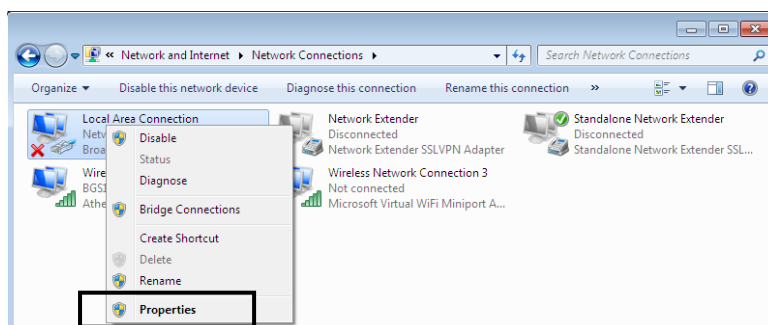 « Network and Internet ▸ Network Connections ▸
Search Network Connections
Organize ▾ Disable this network device Diagnose this connection Rename this connection »
Local Area Connection
Netw
Broa
Network Extender
Disconnected
Network Extender SSLVPN Adapter
Standalone Network Extender
Disconnected
Standalone Network Extender SSL...
Wire
BGS
Athe
Wireless Network Connection 3
Not connected
Microsoft Virtual WiFi Miniport A...
Disable
Status
Diagnose
Bridge Connections
Create Shortcut
Delete
Rename
Properties